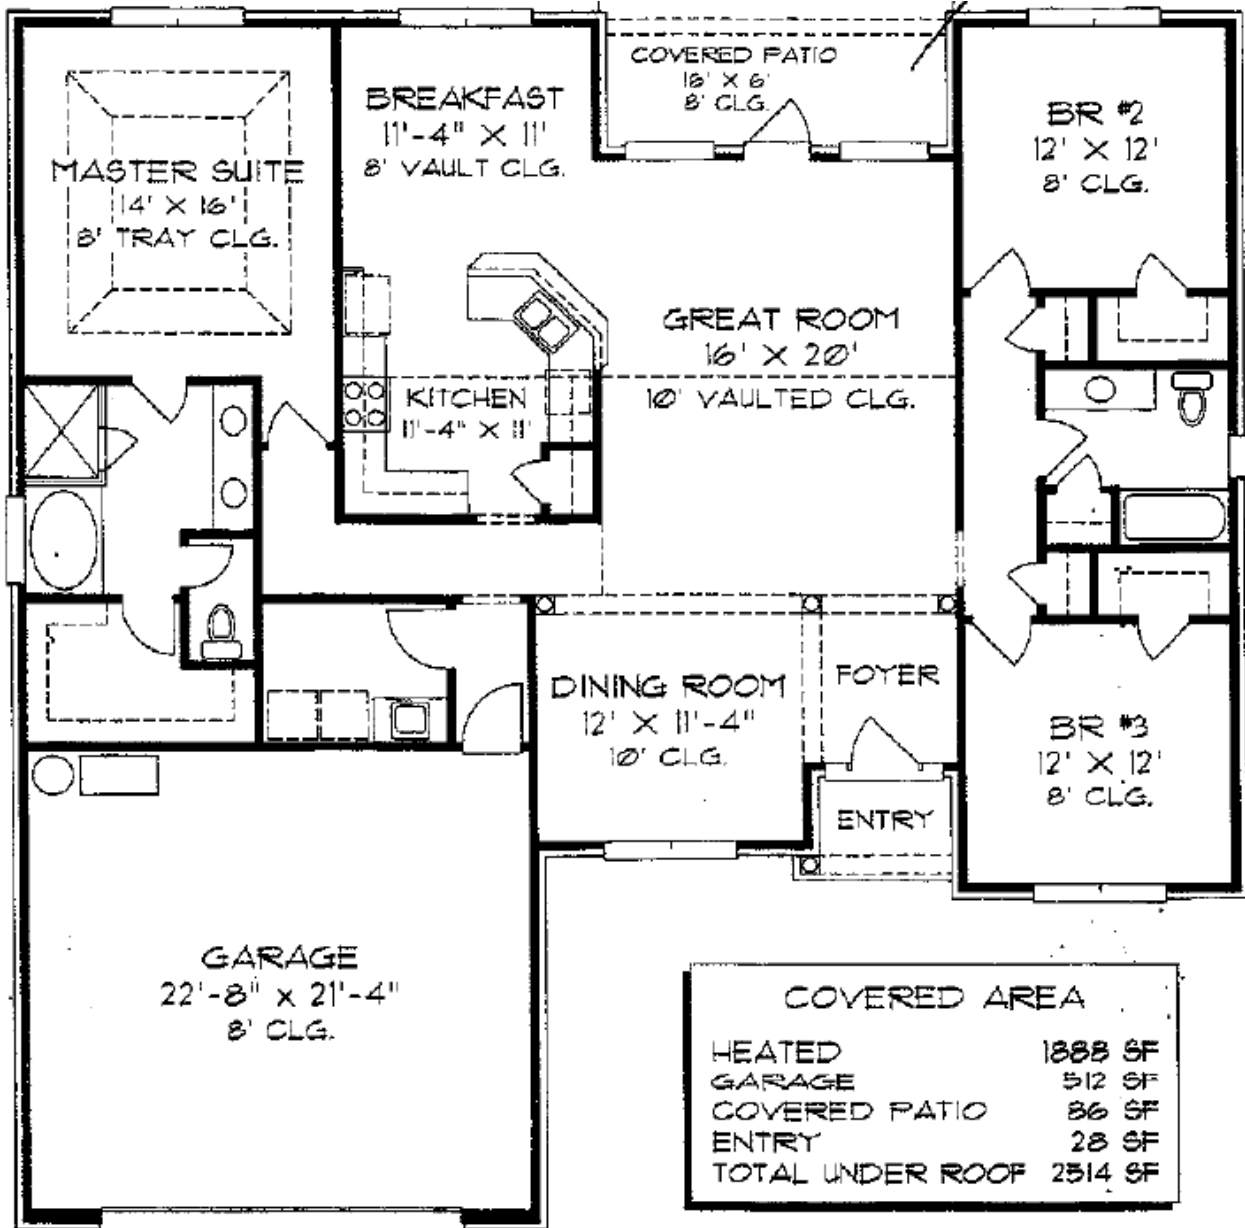 COVERED PATIO
16' X 6'
8' CLG.
BREAKFAST
11'-4" X 11'
8' VAULT CLG.
BR #2
12' X 12'
8' CLG.
MASTER SUITE
14' X 16'
8' TRAY CLG.
GREAT ROOM
16' X 20'
10' VAULTED CLG.
KITCHEN
11'-4" X 11'
DINING ROOM
12' X 11'-4"
10' CLG.
FOYER
BR #3
12' X 12'
8' CLG.
ENTRY
GARAGE
22'-8" x 21'-4"
8' CLG.
COVERED AREA
HEATED 1888 SF
GARAGE 512 SF
COVERED PATIO 86 SF
ENTRY 28 SF
TOTAL UNDER ROOF 2514 SF